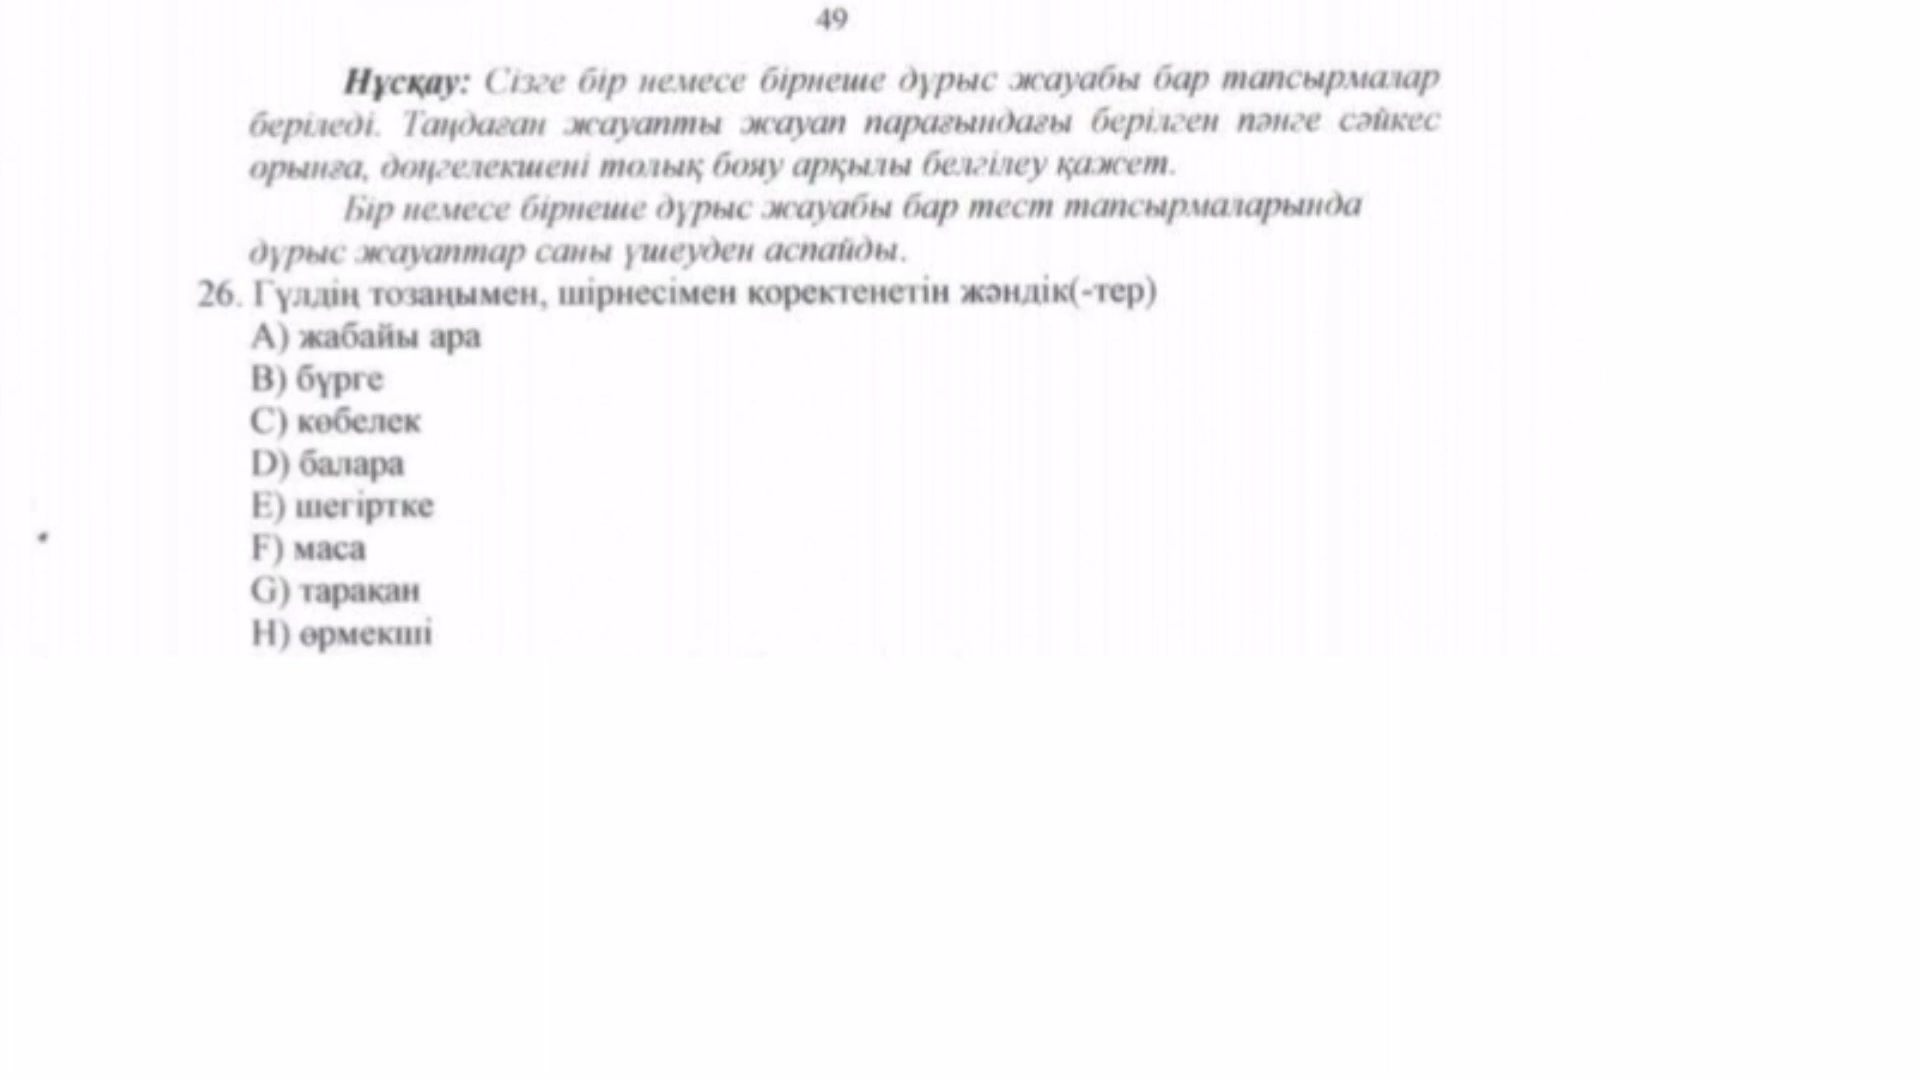 49
Нұсқау: Сізге бір немесе бірнеше дұрыс жауабы бар тапсырмалар
беріледі. Таңдаған жауапты жауап парағындағы берілген пәнге сәйкес
орынға, дөңгелекшені толық бояу арқылы белгілеу қажет.
Бір немесе бірнеше дұрыс жауабы бар тест тапсырмаларында
дұрыс жауаптар саны үшеуден аспайды.
26. Гүлдің тозаңымен, шірнесімен қоректенетін жәндік(-тер)
A) жабайы ара
B) бүрге
C) көбелек
D) балара
E) шегіртке
F) маса
G) тарақан
H) өрмекші